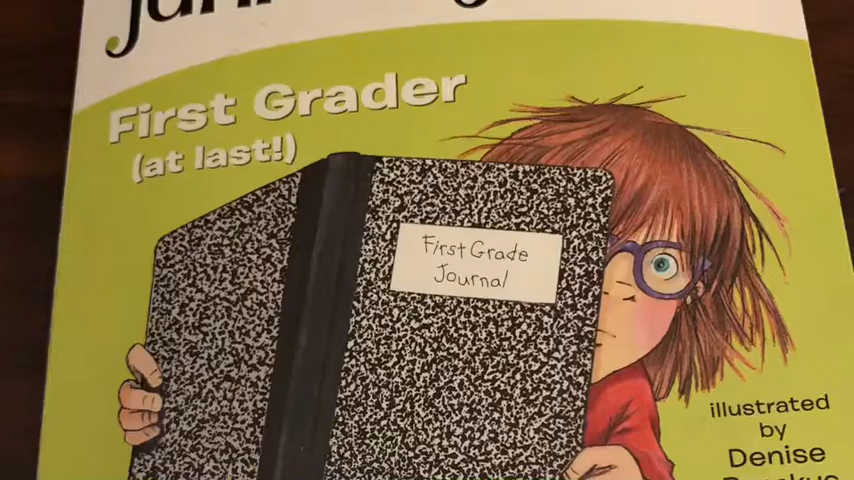 First Grader
(at last!)
First Grade
Journal
illustrated
by
Denise